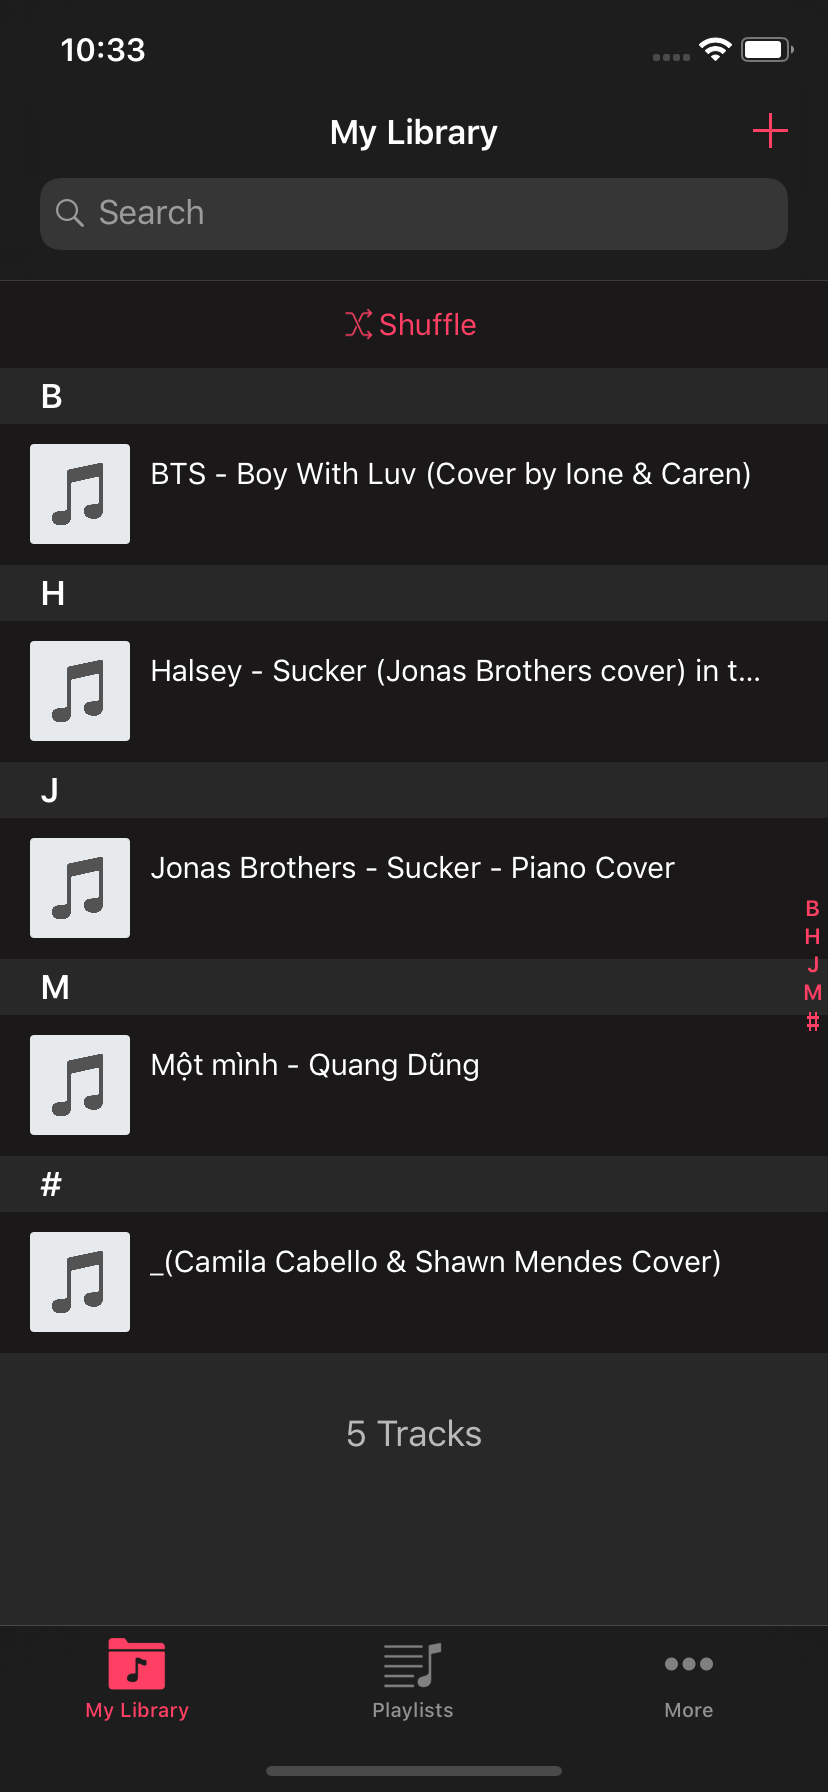 10:33
My Library
Search
Shuffle
B
BTS - Boy With Luv (Cover by Ione & Caren)
H
Halsey - Sucker (Jonas Brothers cover) in t...
J
Jonas Brothers - Sucker - Piano Cover
M
Một mình - Quang Dũng
#
_(Camila Cabello & Shawn Mendes Cover)
B
H
J
M
#
5 Tracks
My Library
Playlists
More